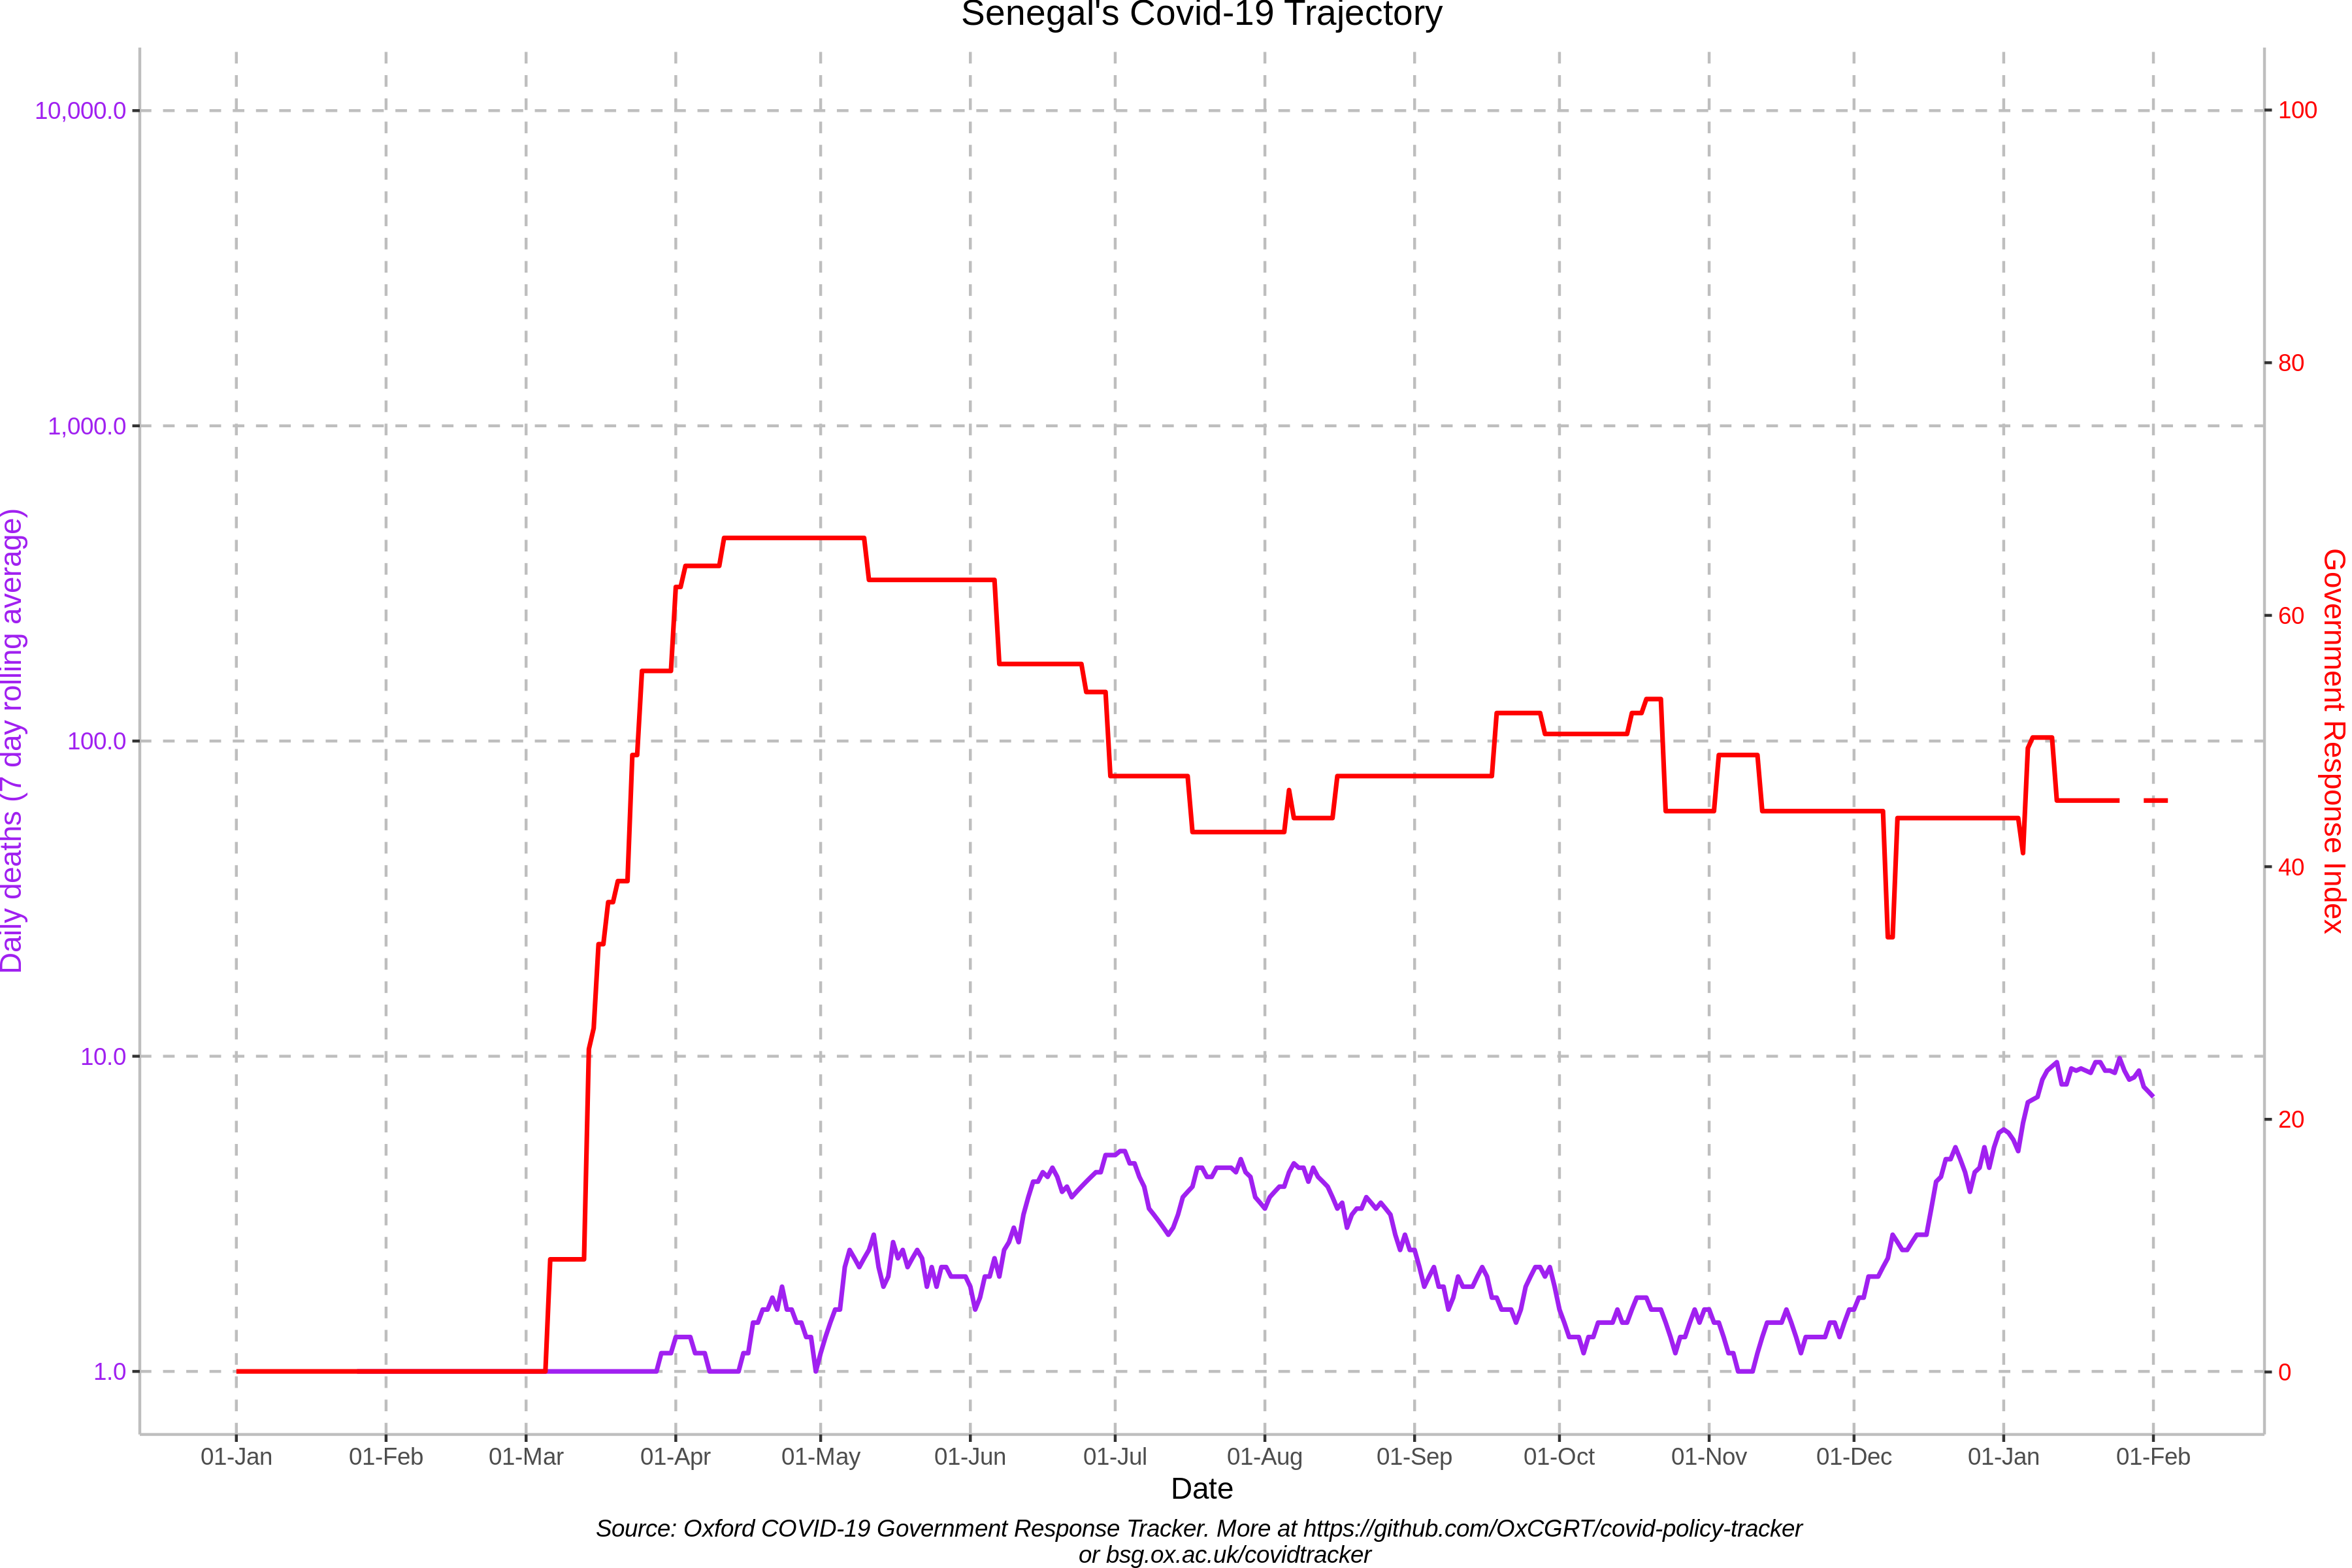 Senegal's Covid-19 Trajectory
10,000.0
1,000.0
100.0
10.0
1.0
Daily deaths (7 day rolling average)
100
80
60
40
20
0
Government Response Index
01-Jan 01-Feb 01-Mar 01-Apr 01-May 01-Jun 01-Jul 01-Aug 01-Sep 01-Oct 01-Nov 01-Dec 01-Jan 01-Feb
Date
Source: Oxford COVID-19 Government Response Tracker. More at https://github.com/OxCGRT/covid-policy-tracker
or bsg.ox.ac.uk/covidtracker